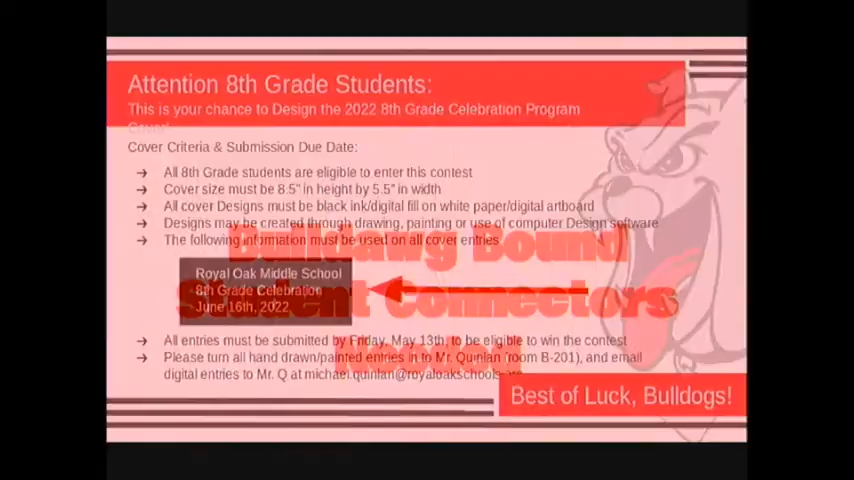 Attention 8th Grade Students:
This is your chance to Design the 2022 8th Grade Celebration Program
Cover!
Cover Criteria & Submission Due Date:
➔ All 8th Grade students are eligible to enter this contest
➔ Cover size must be 8.5" in height by 5.5" in width
➔ All cover Designs must be black ink/digital fill on white paper/digital artboard
➔ Designs may be created through drawing, painting or use of computer Design software
➔ The following information must be used on all cover entries
Royal Oak Middle School
8th Grade Celebration
June 16th, 2022
➔ All entries must be submitted by Friday, May 13th, to be eligible to win the contest
➔ Please turn all hand drawn/painted entries in to Mr. Quinlan (room B-201), and email
digital entries to Mr. Q at michael.quinlan@royaloakschools.org
Best of Luck, Bulldogs!
Bulldawg Bound
Student Connectors
Needed